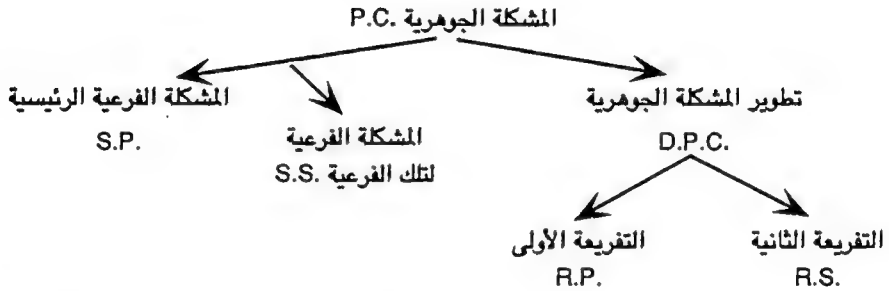 المشكلة الجوهرية P.C.
تطوير المشكلة الجوهرية
D.P.C.
المشكلة الفرعية الرئيسية
S.P.
المشكلة الفرعية
لتلك الفرعية S.S.
التفريعة الثانية
R.S.
التفريعة الأولى
R.P.